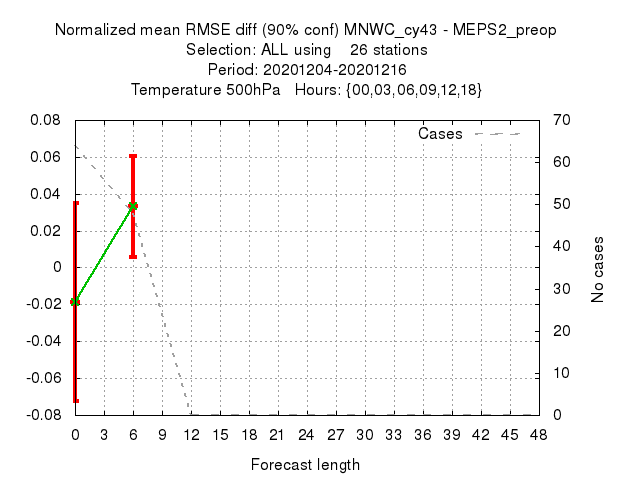 Normalized mean RMSE diff (90% conf) MNWC_cy43 - MEPS2_preop
Selection: ALL using 26 stations
Period: 20201204-20201216
Temperature 500hPa Hours: {00,03,06,09,12,18}
Cases
0.08
0.06
0.04
0.02
0
-0.02
-0.04
-0.06
-0.08
70
60
50
40
30
20
10
0
No cases
0 3 6 9 12 15 18 21 24 27 30 33 36 39 42 45 48
Forecast length